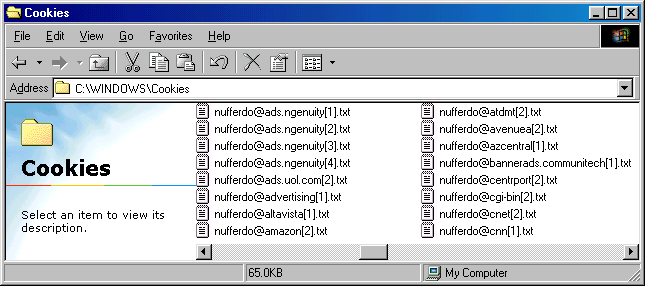 Cookies
File Edit View Go Favorites Help
Address C:\WINDOWS\Cookies
Cookies
Select an item to view its
description.
nufferdo@ads.ngenuity[1].txt
nufferdo@ads.ngenuity[2].txt
nufferdo@ads.ngenuity[3].txt
nufferdo@ads.ngenuity[4].txt
nufferdo@ads.uol.com[2].txt
nufferdo@advertising[1].txt
nufferdo@altavista[1].txt
nufferdo@amazon[2].txt
nufferdo@atdmt[2].txt
nufferdo@avenuea[2].txt
nufferdo@azcentral[1].txt
nufferdo@bannerads.communitech[1].txt
nufferdo@centrport[2].txt
nufferdo@cgi-bin[2].txt
nufferdo@cnet[2].txt
nufferdo@cnn[1].txt
65.0KB
My Computer